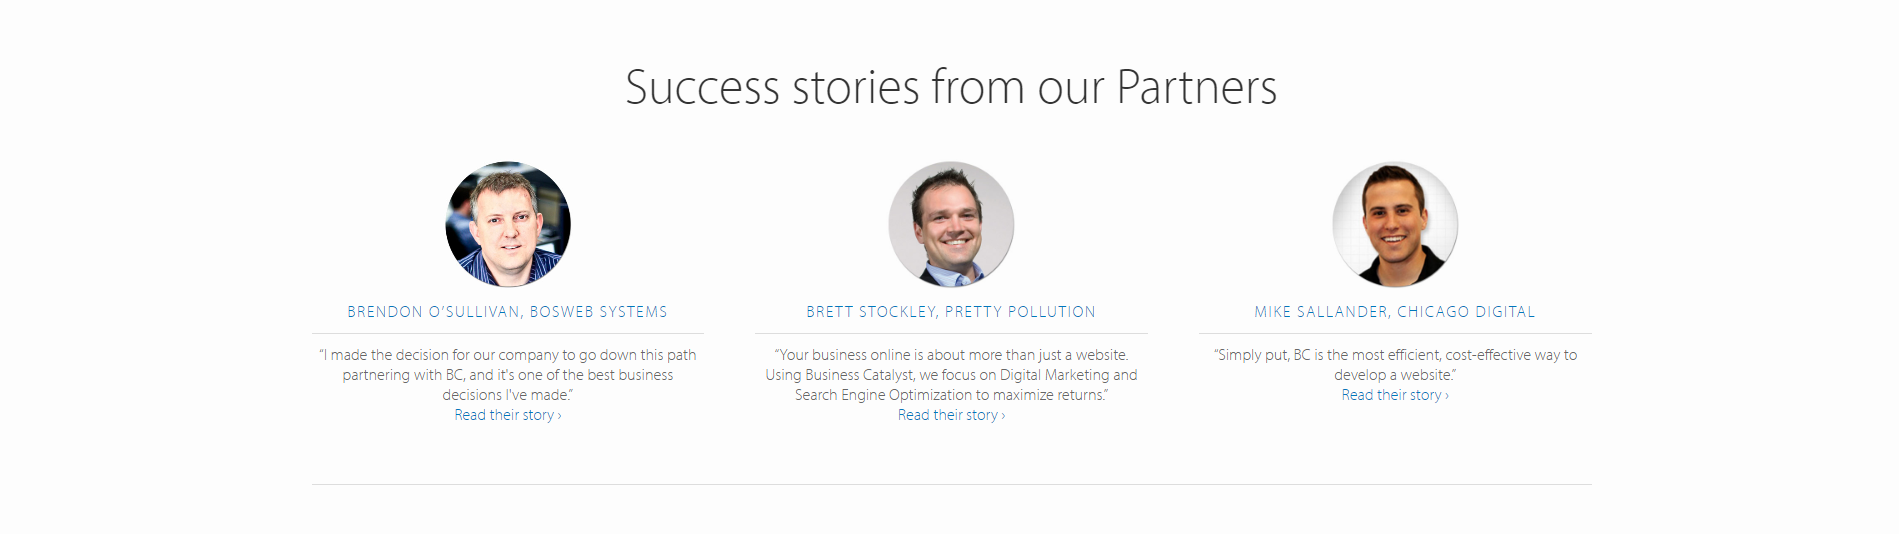 Success stories from our Partners
BRENDON O’SULLIVAN, BOSWEB SYSTEMS
“I made the decision for our company to go down this path
partnering with BC, and it's one of the best business
decisions I've made.”
Read their story ›
BRETT STOCKLEY, PRETTY POLLUTION
“Your business online is about more than just a website.
Using Business Catalyst, we focus on Digital Marketing and
Search Engine Optimization to maximize returns.”
Read their story ›
MIKE SALLANDER, CHICAGO DIGITAL
“Simply put, BC is the most efficient, cost-effective way to
develop a website.”
Read their story ›